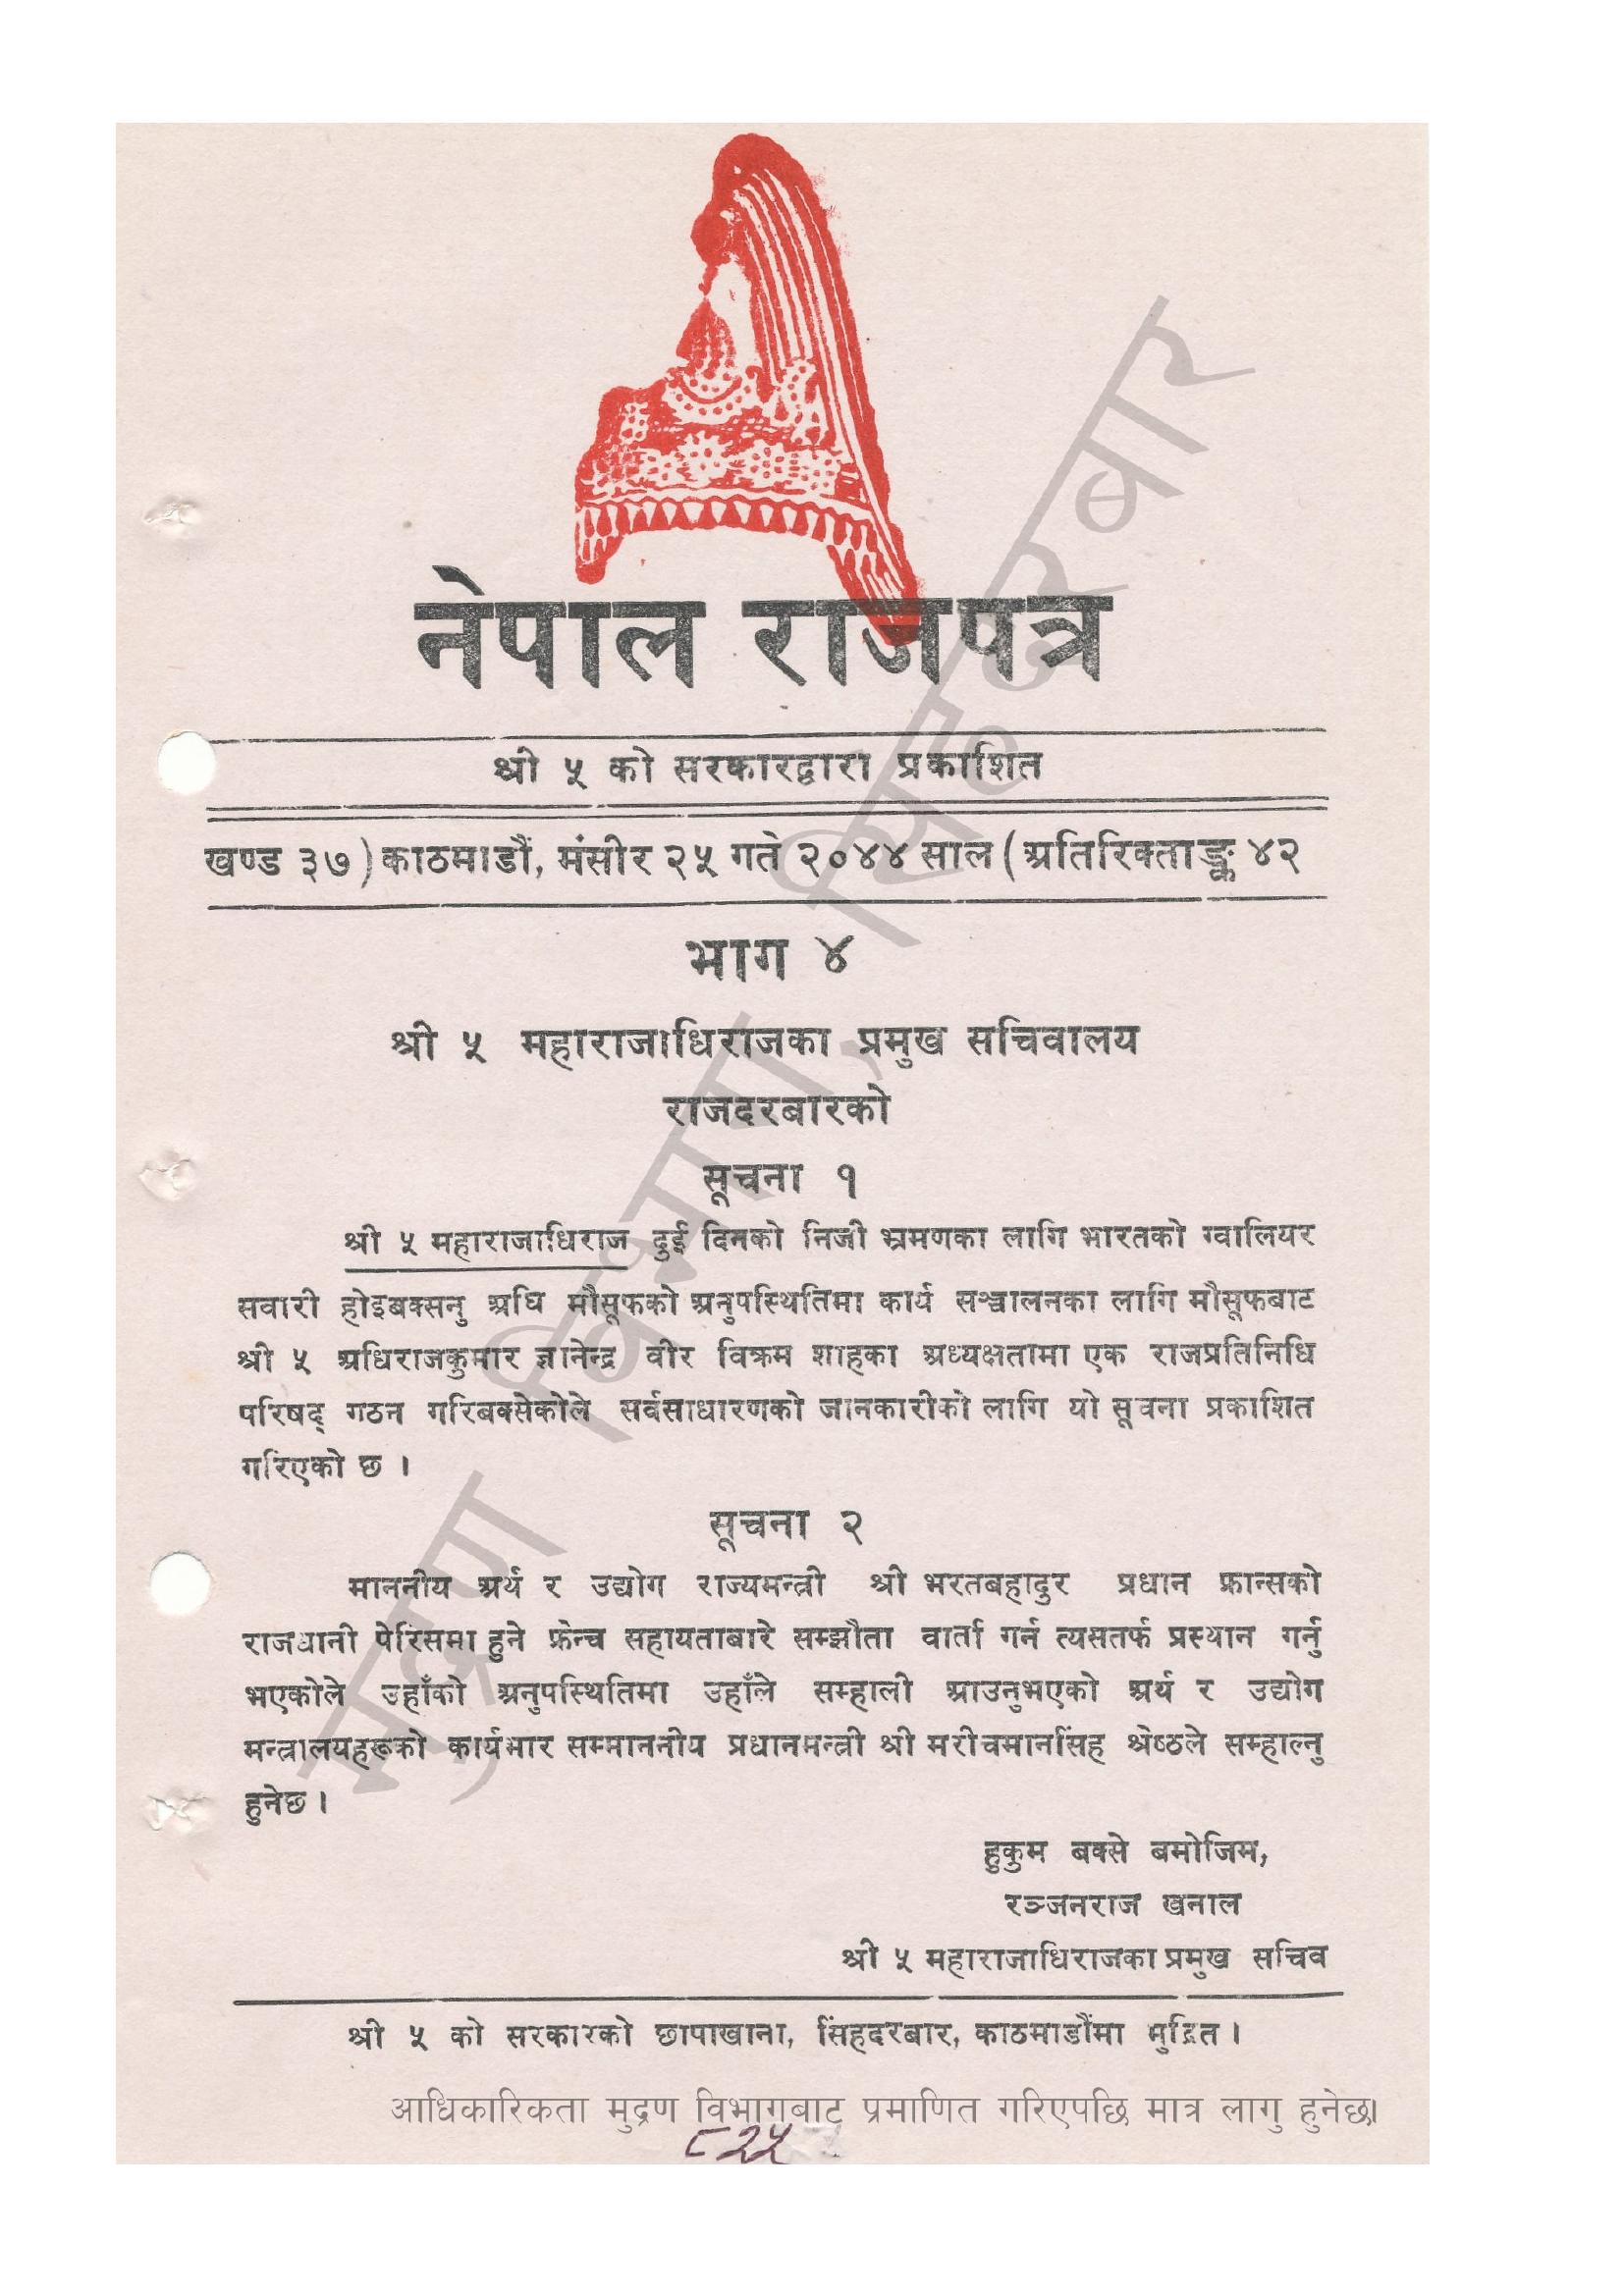 नेपाल राजपत्र
श्री ५ को सरकारद्वारा प्रकाशित
खण्ड ३७) काठमाडौं, मंसीर २५ गते २०४४ साल (अतिरिक्ताङ्क ४२
भाग ४
श्री ५ महाराजाधिराजका प्रमुख सचिवालय
राजदरबारको
सूचना १
श्री ५ महाराजाधिराज दुई दिनको निजी भ्रमणका लागि भारतको ग्वालियर
सवारी होइबक्सनु अघि मौसूफको अनुपस्थितिमा कार्य सञ्चालनका लागि मौसूफबाट
श्री ५ अधिराजकुमार ज्ञानेन्द्र वीर विक्रम शाहका अध्यक्षतामा एक राजप्रतिनिधि
परिषद् गठन गरिबक्सेकोले सर्वसाधारणको जानकारीको लागि यो सूचना प्रकाशित
गरिएको छ ।
सूचना २
माननीय अर्थ र उद्योग राज्यमन्त्री श्री भरतबहादुर प्रधान फ्रान्सको
राजधानी पेरिसमा हुने फ्रेन्च सहायताबारे सम्झौता वार्ता गर्न त्यसतर्फ प्रस्थान गर्नु
भएकोले उहाँको अनुपस्थितिमा उहाँले सम्हाली आउनुभएको अर्थ र उद्योग
मन्त्रालयहरूको कार्यभार सम्माननीय प्रधानमन्त्री श्री मरीचमानसिंह श्रेष्ठले सम्हाल्नु
हुनेछ ।
हुकुम बक्से बमोजिम,
रञ्जनराज खनाल
श्री ५ महाराजाधिराजका प्रमुख सचिव
श्री ५ को सरकारको छापाखाना, सिंहदरबार, काठमाडौंमा मुद्रित ।
आधिकारिकता मुद्रण विभागबाट प्रमाणित गरिएपछि मात्र लागु हुनेछ।
८२५
मुद्रण विभाग, सिंहदरबार